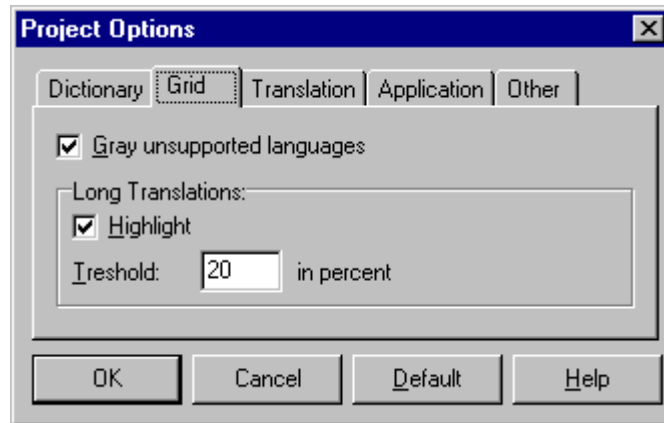 Project Options
Dictionary Grid Translation Application Other
Gray unsupported languages
Long Translations:
Highlight
Treshold: 20 in percent
OK Cancel Default Help